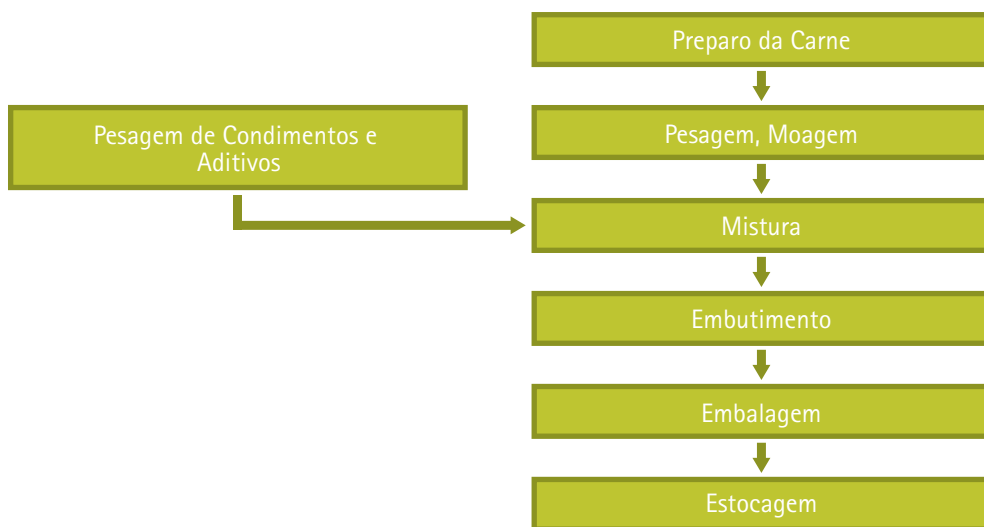 Preparo da Carne
Pesagem de Condimentos e
Aditivos
Pesagem, Moagem
Mistura
Embutimento
Embalagem
Estocagem